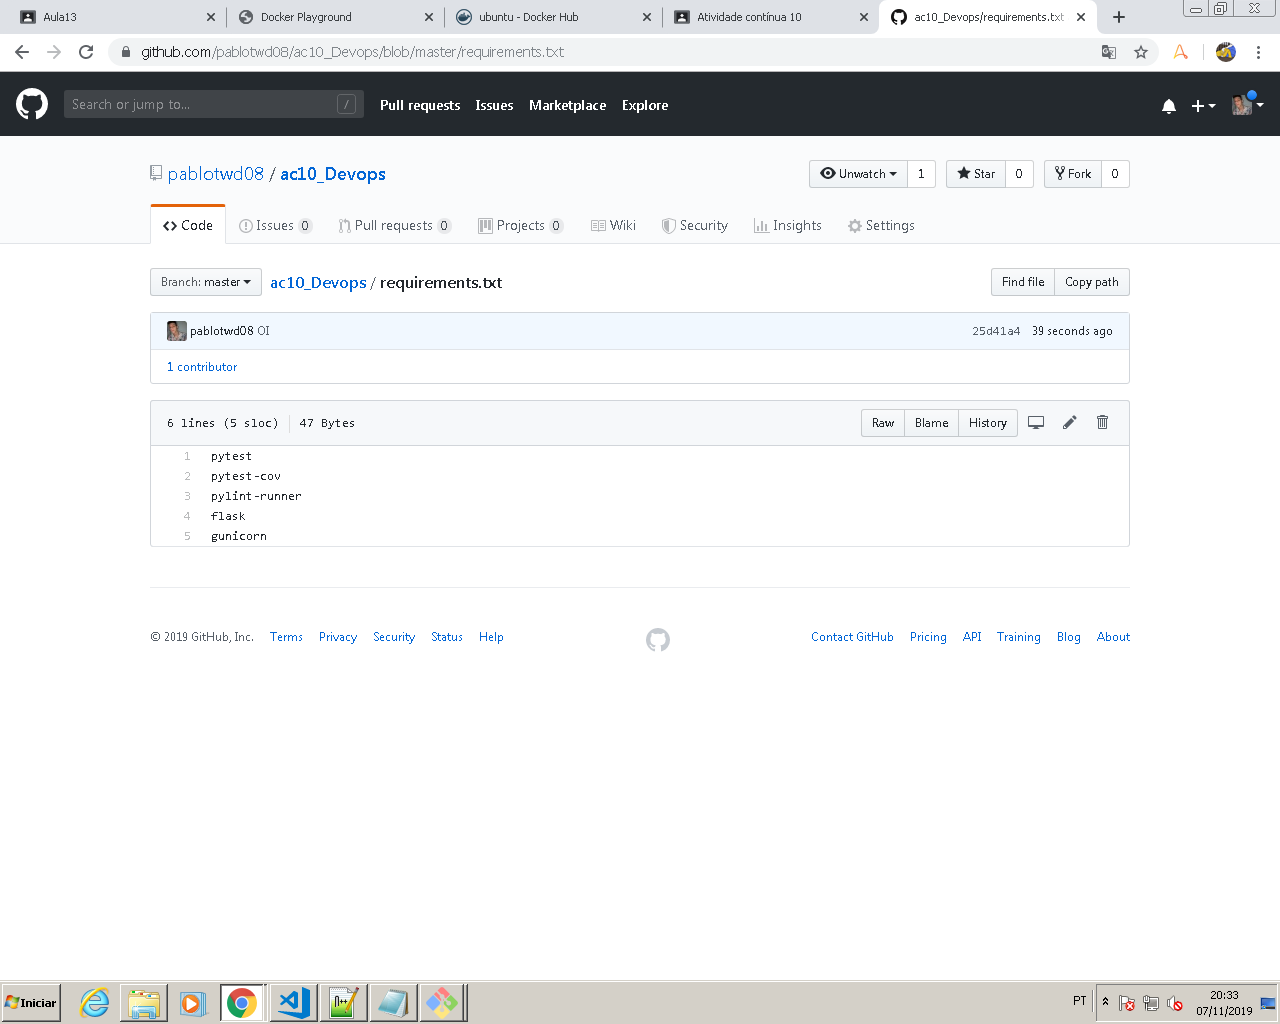 Aula13
Docker Playground
ubuntu - Docker Hub
Atividade contínua 10
ac10_Devops/requirements.txt
github.com/pablotwd08/ac10_Devops/blob/master/requirements.txt
Search or jump to...
/
Pull requests Issues Marketplace Explore
pablotwd08 / ac10_Devops
Unwatch 1 Star 0 Fork 0
Code Issues 0 Pull requests 0 Projects 0 Wiki Security Insights Settings
Branch: master ac10_Devops / requirements.txt Find file Copy path
pablotwd08 OI 25d41a4 39 seconds ago
1 contributor
6 lines (5 sloc) 47 Bytes Raw Blame History
1 pytest
2 pytest-cov
3 pylint-runner
4 flask
5 gunicorn
© 2019 GitHub, Inc. Terms Privacy Security Status Help Contact GitHub Pricing API Training Blog About
Iniciar
PT
20:33
07/11/2019